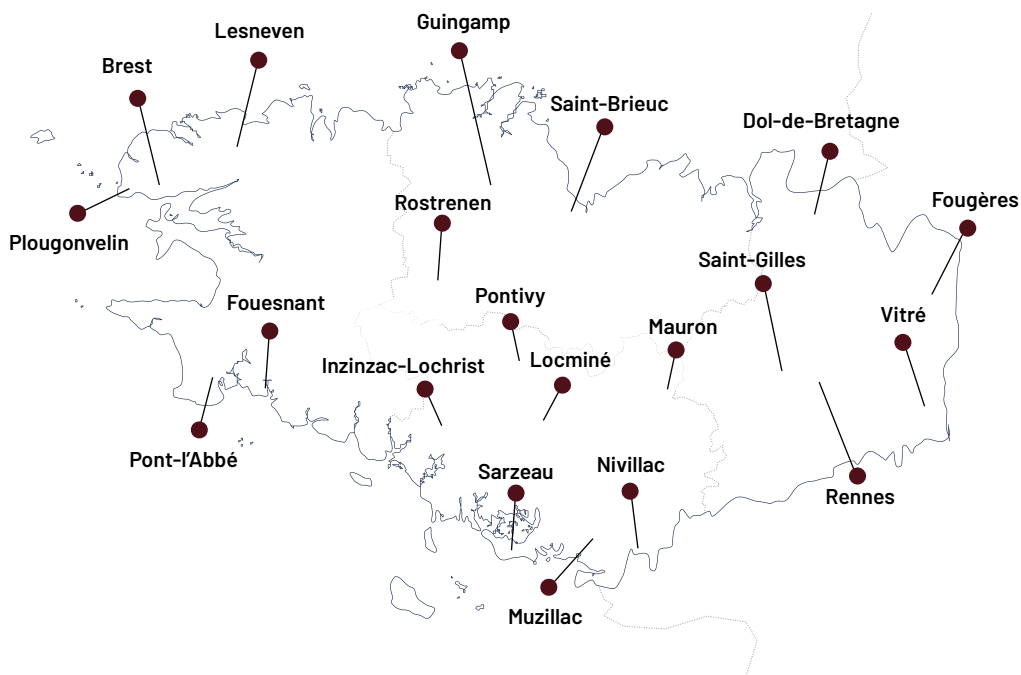 Guingamp
Lesneven
Brest
Saint-Brieuc
Dol-de-Bretagne
Rostrenen
Fougères
Plougonvelin
Saint-Gilles
Fouesnant
Pontivy
Vitré
Mauron
Inzinzac-Lochrist
Locminé
Pont-l’Abbé
Sarzeau
Nivillac
Rennes
Muzillac